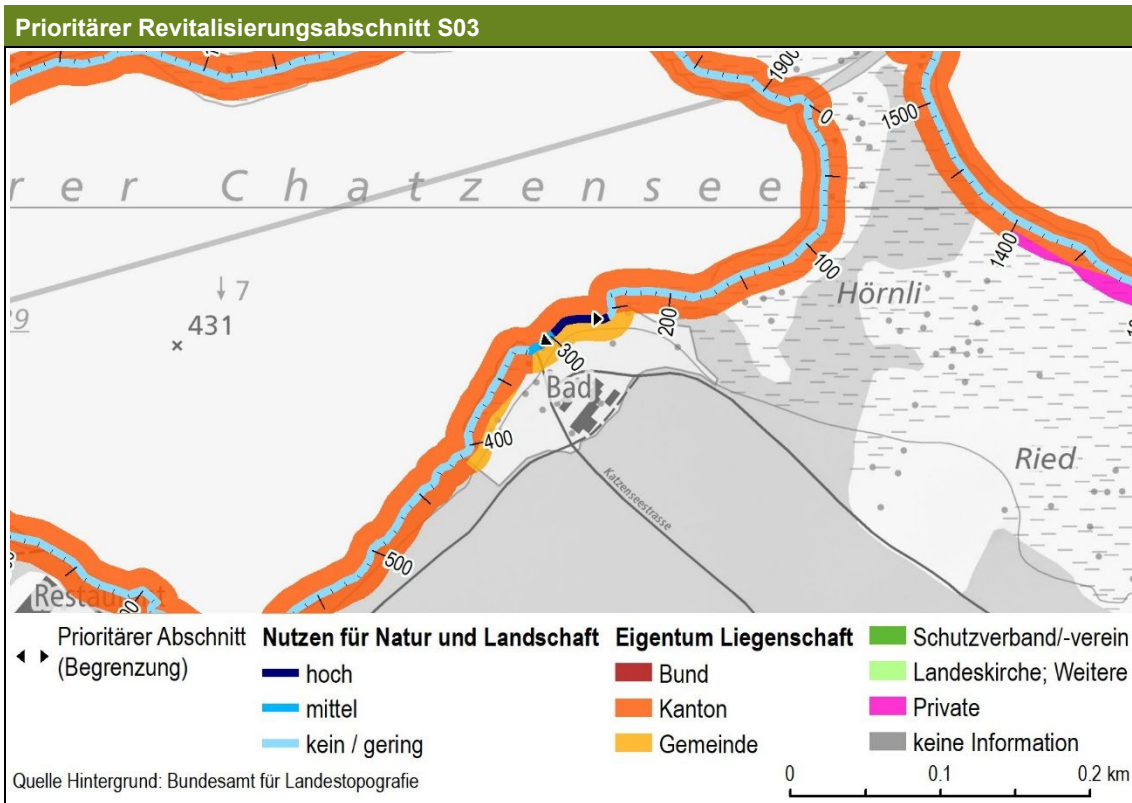 Prioritärer Revitalisierungsabschnitt S03
1900
0
1500
rer Chatzensee
100
1400
Hörnli
7
200
431
300
Bad
400
Ried
Katzenseestrasse
500
Prioritärer Abschnitt
(Begrenzung)
Nutzen für Natur und Landschaft
hoch
mittel
kein / gering
Eigentum Liegenschaft
Bund
Kanton
Gemeinde
Schutzverband/-verein
Landeskirche; Weitere
Private
keine Information
Quelle Hintergrund: Bundesamt für Landestopografie
0 0.1 0.2 km